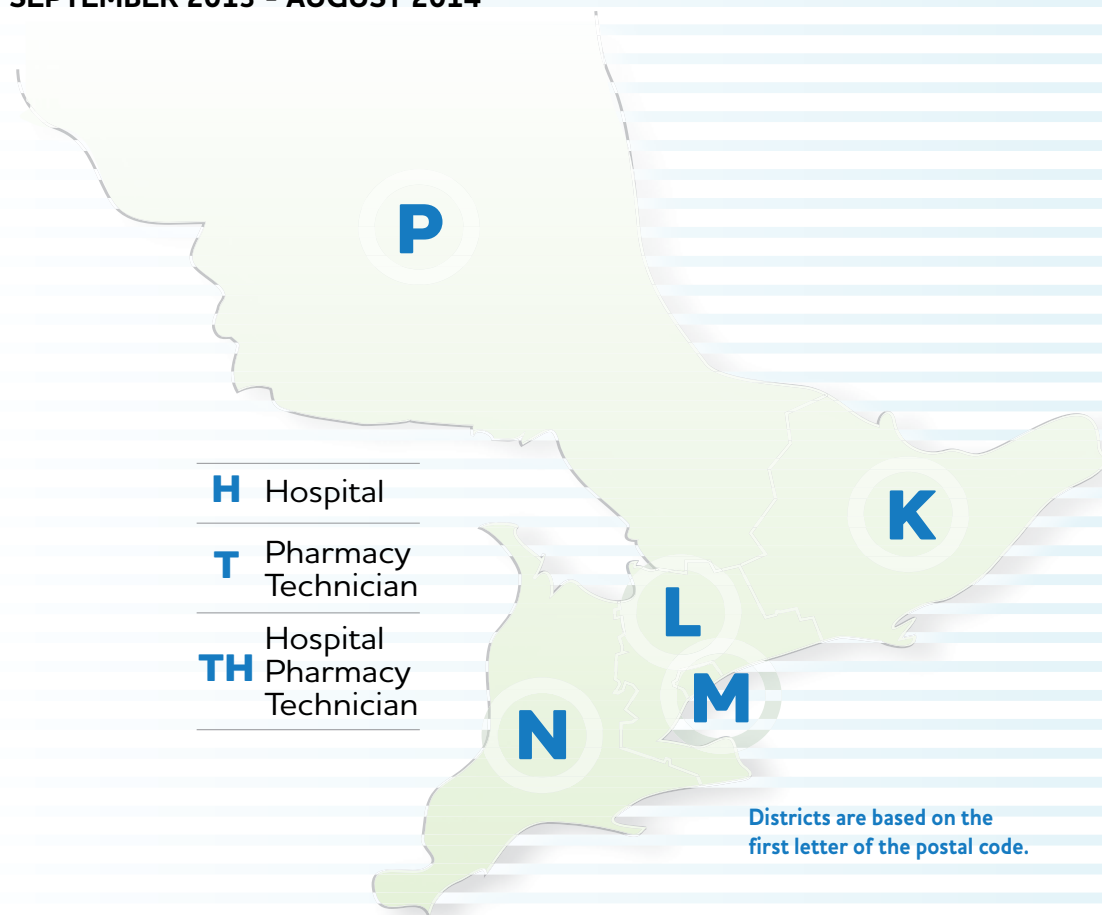 SEPTEMBER 2013 - AUGUST 2014
P
K
H Hospital
T Pharmacy
Technician
L
TH Hospital
Pharmacy
Technician
M
N
Districts are based on the
first letter of the postal code.